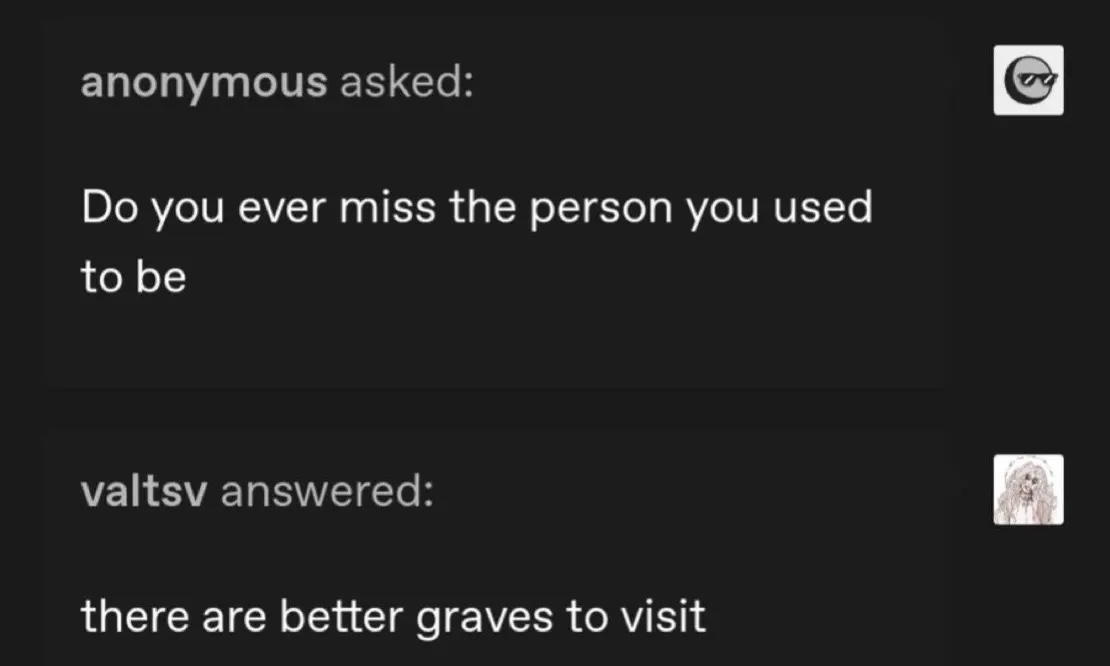 anonymous asked:
Do you ever miss the person you used
to be
valtsv answered:
there are better graves to visit